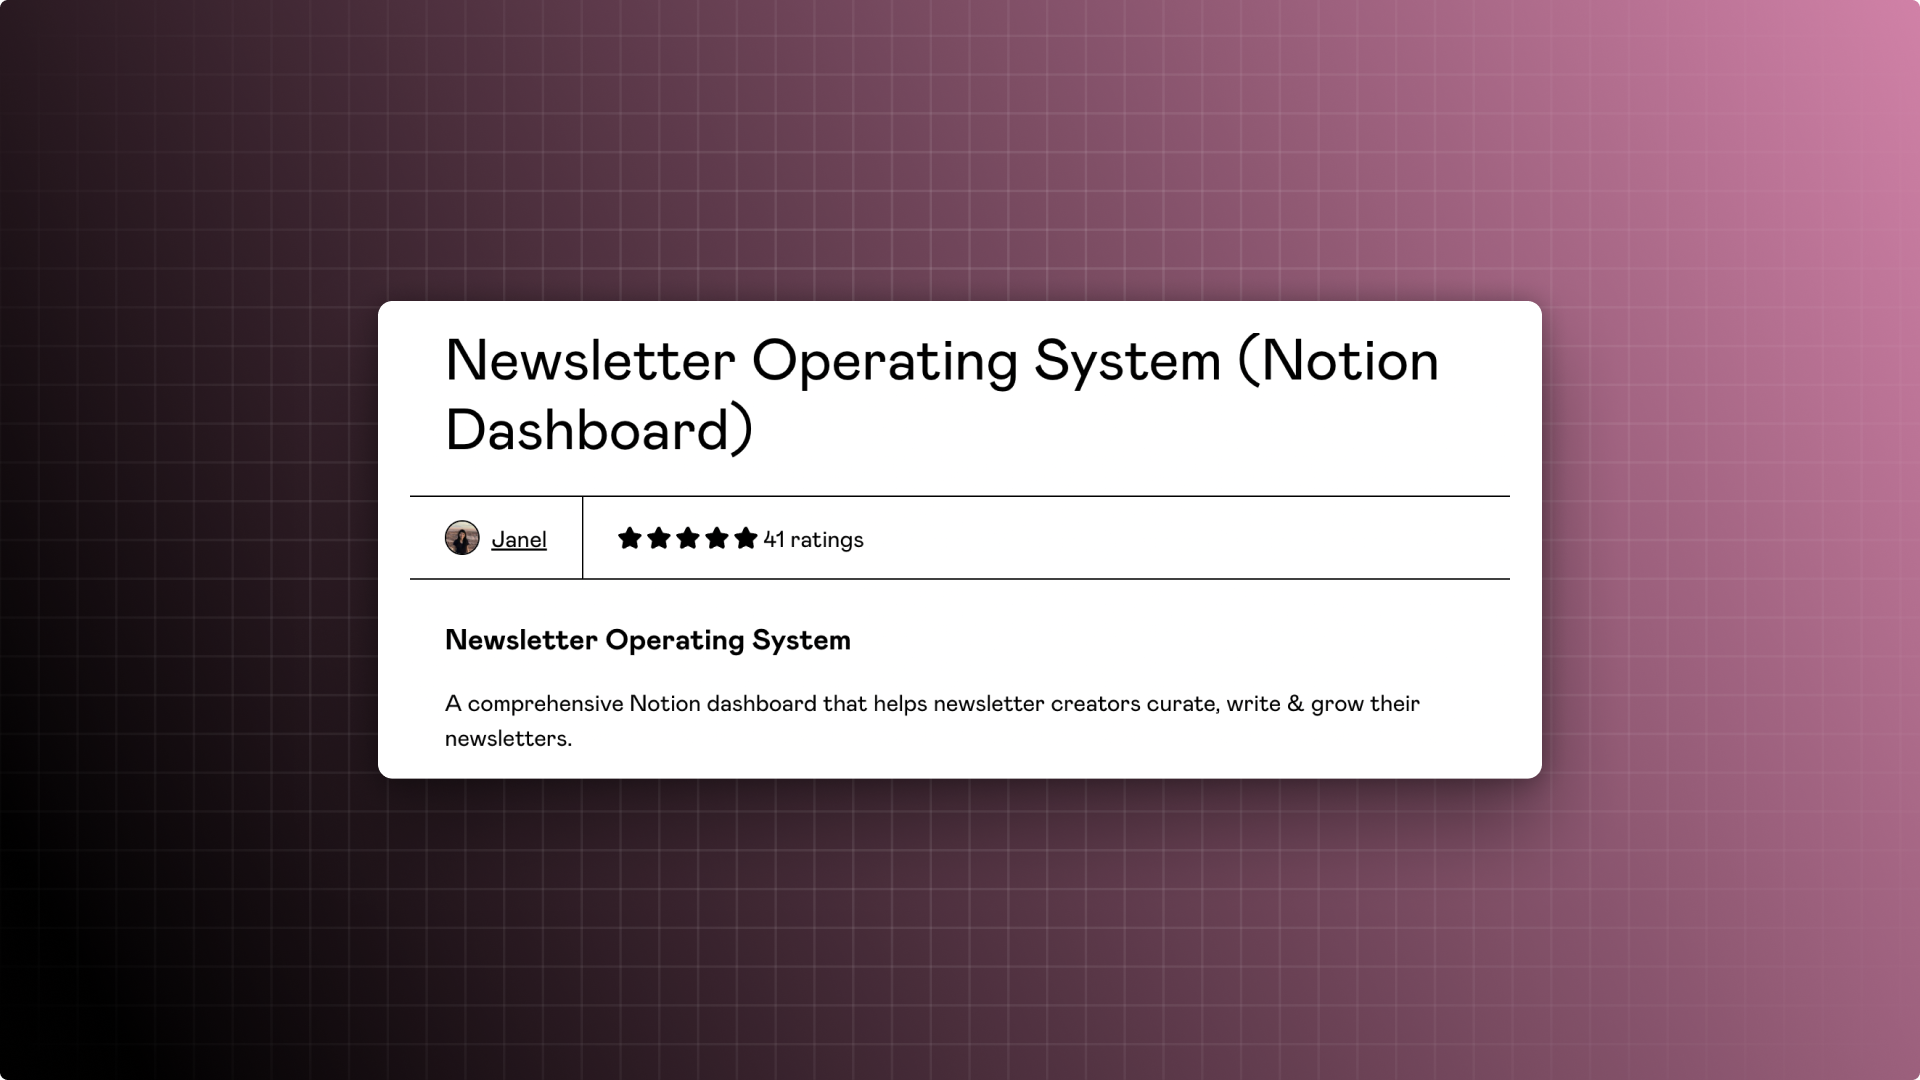 Newsletter Operating System (Notion
Dashboard)
Janel
41 ratings
Newsletter Operating System
A comprehensive Notion dashboard that helps newsletter creators curate, write & grow their
newsletters.